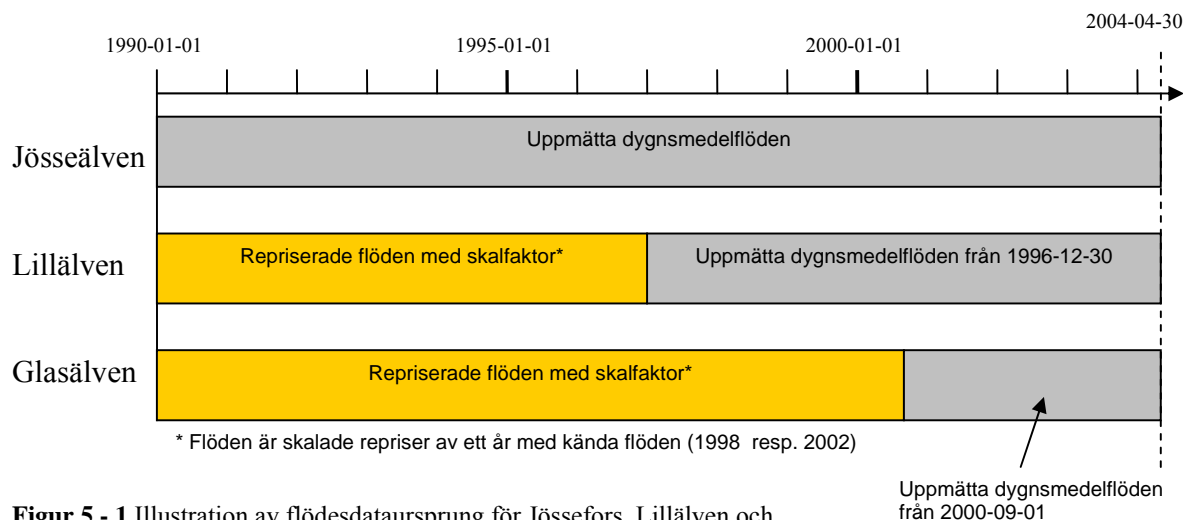 2004-04-30
1990-01-01 1995-01-01 2000-01-01
Jösseälven
Uppmätta dygnsmedelflöden
Lillälven
Repriserade flöden med skalfaktor*
Uppmätta dygnsmedelflöden från 1996-12-30
Glasälven
Repriserade flöden med skalfaktor*
* Flöden är skalade repriser av ett år med kända flöden (1998 resp. 2002)
Uppmätta dygnsmedelflöden
från 2000-09-01
Figur 5 - 1 Illustration av flödesdataursprung för Jössefors, Lillälven och